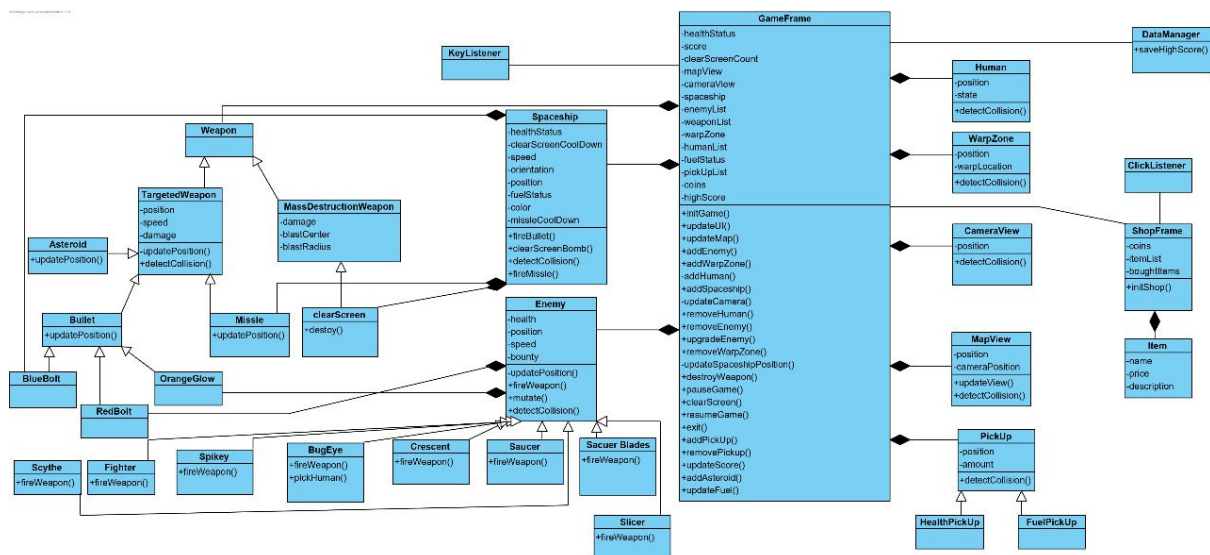 GameFrame
-healthStatus
-score
-clearScreenCount
-mapView
-cameraView
-spaceship
-enemyList
-weaponList
-warpZone
-humanList
-fuelStatus
-pickUpList
-coins
-highScore
+initGame()
+updateUI()
+updateMap()
+addEnemy()
+addWarpZone()
-addHuman()
+addSpaceship()
-updateCamera()
+removeHuman()
+removeEnemy()
+upgradeEnemy()
+removeWarpZone()
-updateSpaceshipPosition()
+destroyWeapon()
+pauseGame()
+clearScreen()
+resumeGame()
+exit()
+addPickUp()
+removePickup()
+updateScore()
+addAsteroid()
+updateFuel()
DataManager
+saveHighScore()
KeyListener
Human
-position
-state
+detectCollision()
Spaceship
-healthStatus
-clearScreenCoolDown
-speed
-orientation
-position
-fuelStatus
-color
-missleCoolDown
+fireBullet()
+clearScreenBomb()
+detectCollision()
+fireMissle()
Weapon
WarpZone
-position
-warpLocation
+detectCollision()
ClickListener
TargetedWeapon
-position
-speed
-damage
-updatePosition()
+detectCollision()
MassDestructionWeapon
-damage
-blastCenter
-blastRadius
Asteroid
+updatePosition()
CameraView
-position
+detectCollision()
ShopFrame
-coins
-itemList
-boughtItems
+initShop()
Bullet
+updatePosition()
Missle
+updatePosition()
clearScreen
+destoy()
Enemy
-health
-position
-speed
-bounty
-updatePosition()
+fireWeapon()
+mutate()
+detectCollision()
MapView
-position
-cameraPosition
+updateView()
+detectCollision()
Item
-name
-price
-description
BlueBolt
OrangeGlow
RedBolt
Scythe
+fireWeapon()
Fighter
+fireWeapon()
Spikey
+fireWeapon()
BugEye
+fireWeapon()
+pickHuman()
Crescent
+fireWeapon()
Saucer
+fireWeapon()
Sacuer Blades
+fireWeapon()
Slicer
+fireWeapon()
PickUp
-position
-amount
+detectCollision()
HealthPickUp
FuelPickUp